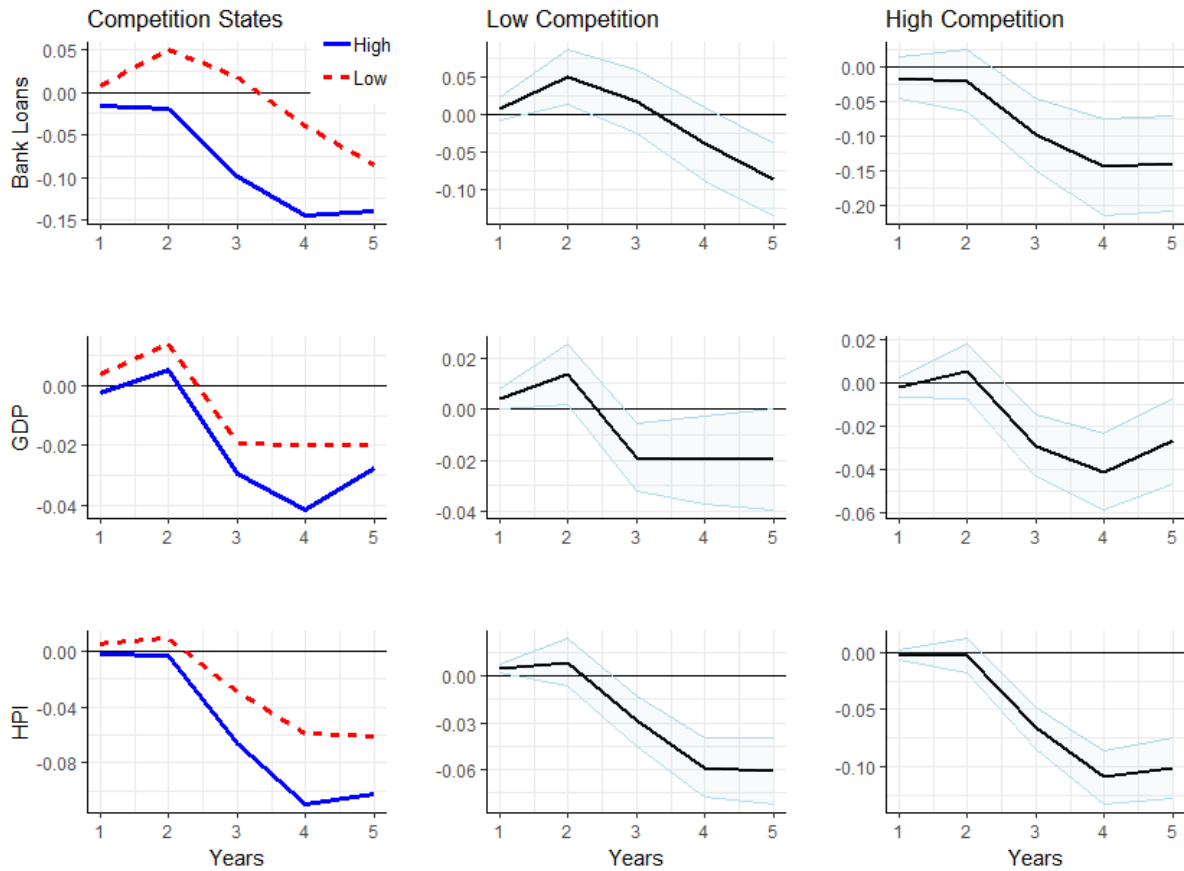 Competition States
Low Competition
High Competition
Bank Loans
0.05
0.00
-0.05
-0.10
-0.15
High
Low
1 2 3 4 5
0.05
0.00
-0.05
-0.10
1 2 3 4 5
0.00
-0.05
-0.10
-0.15
-0.20
1 2 3 4 5
GDP
0.00
-0.02
-0.04
1 2 3 4 5
0.02
0.00
-0.02
-0.04
1 2 3 4 5
0.02
0.00
-0.02
-0.04
-0.06
1 2 3 4 5
HPI
0.00
-0.04
-0.08
1 2 3 4 5
Years
0.00
-0.03
-0.06
1 2 3 4 5
Years
0.00
-0.05
-0.10
1 2 3 4 5
Years